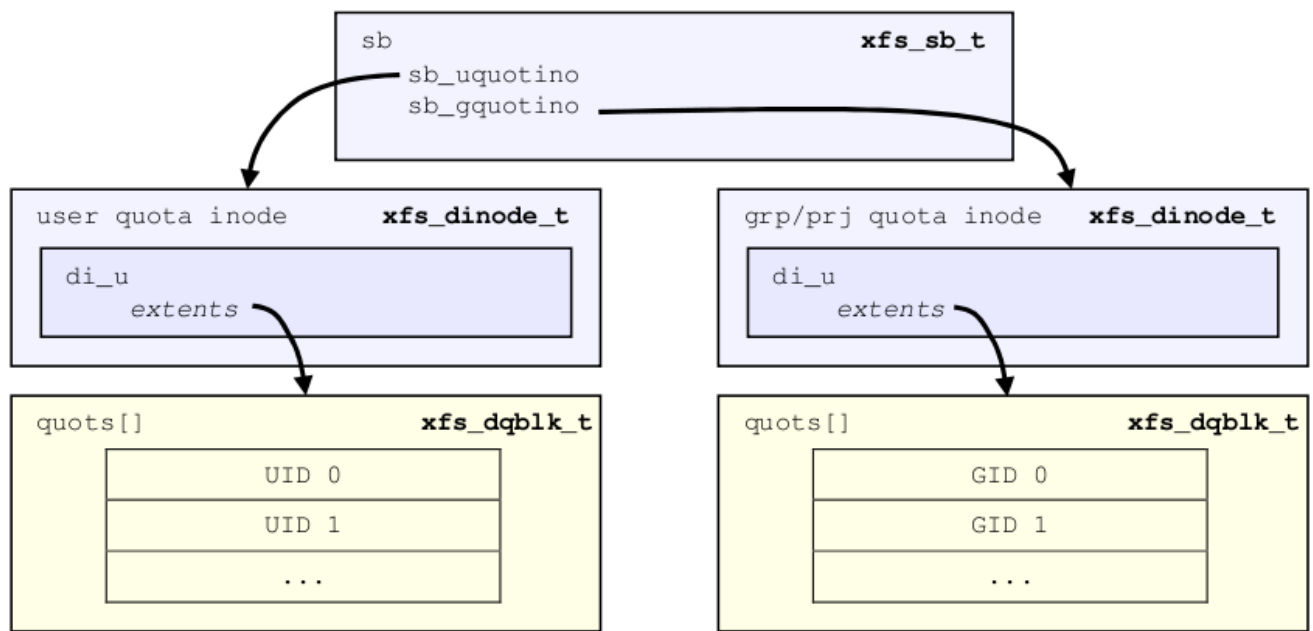 sb xfs_sb_t
sb_uquotino
sb_gquotino
user quota inode xfs_dinode_t
di_u
extents
grp/prj quota inode xfs_dinode_t
di_u
extents
quots[] xfs_dqblk_t
UID 0
UID 1
...
quots[] xfs_dqblk_t
GID 0
GID 1
...